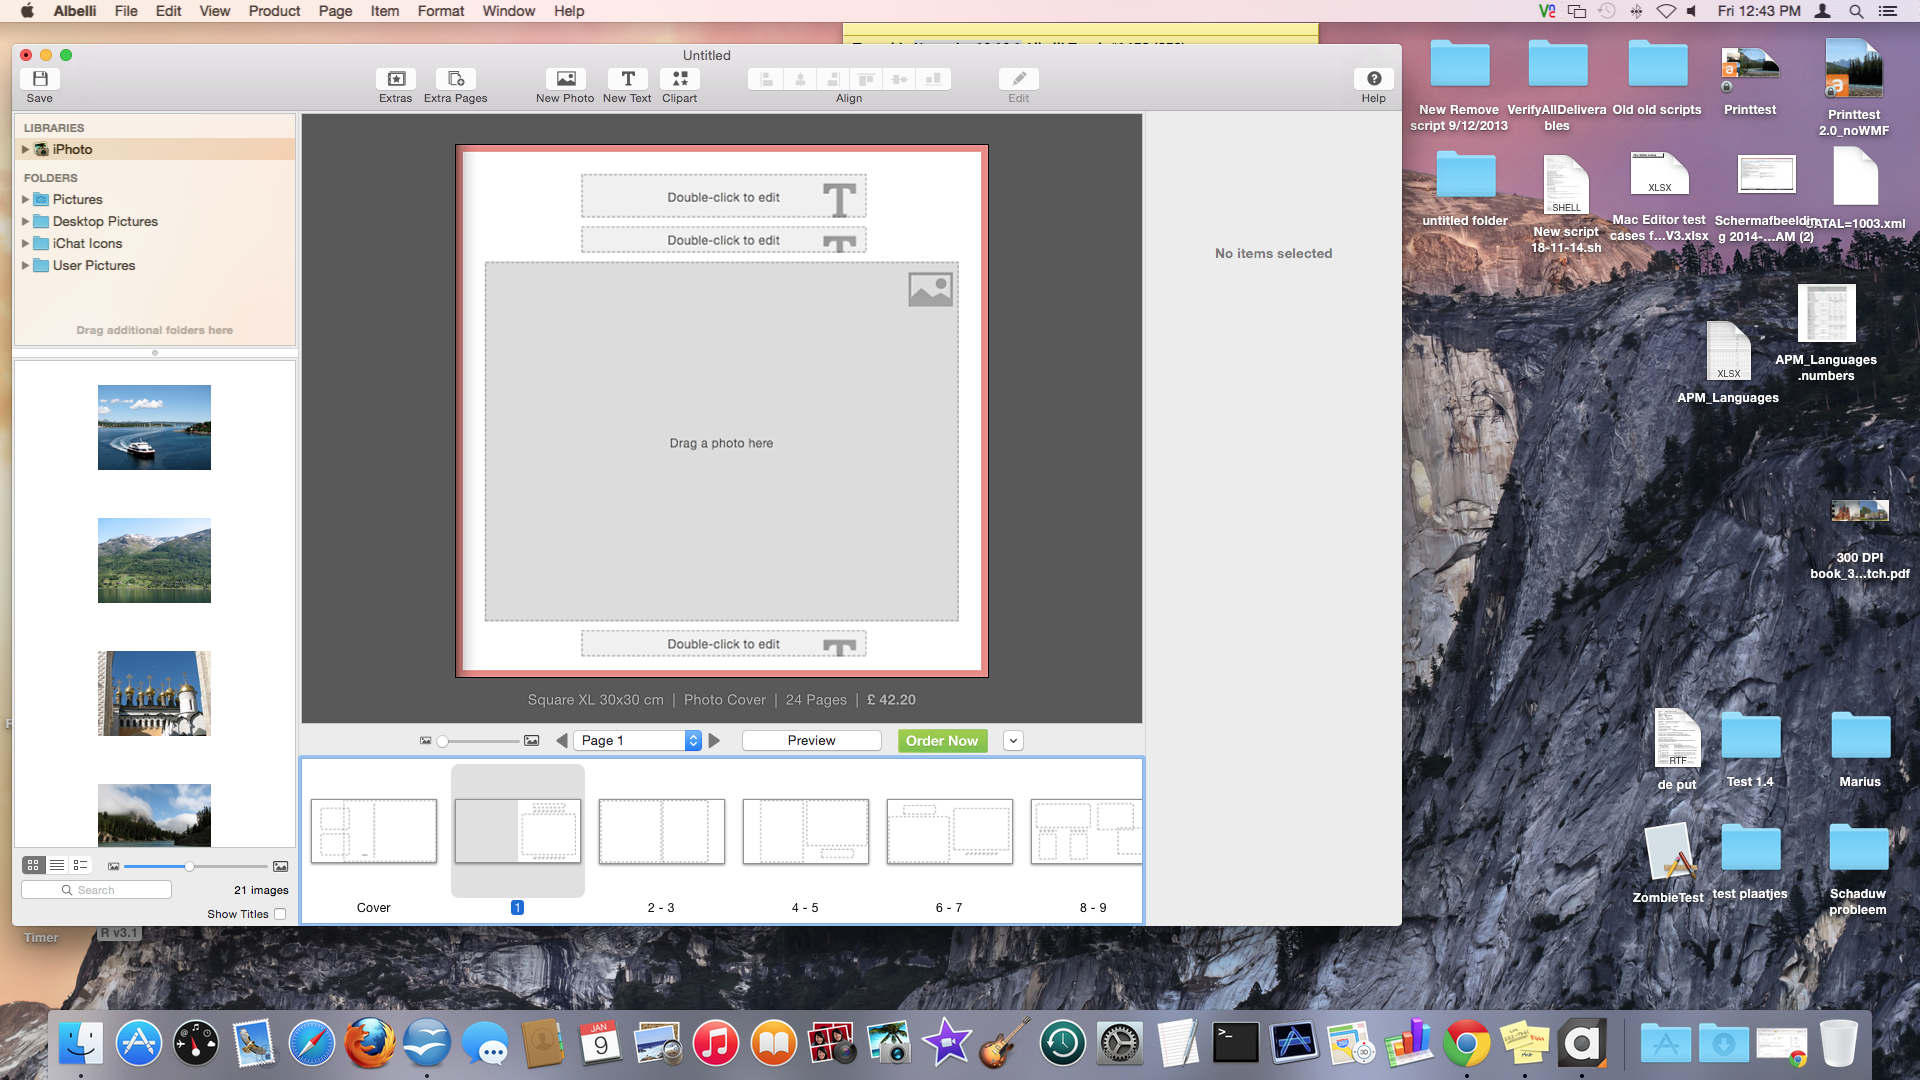 Albelli File Edit View Product Page Item Format Window Help
Fri 12:43 PM
Untitled
Save
Extras
Extra Pages
New Photo
New Text
Clipart
Align
Edit
Help
LIBRARIES
iPhoto
FOLDERS
Pictures
Desktop Pictures
iChat Icons
User Pictures
Drag additional folders here
Search
21 images
Show Titles
Double-click to edit
Double-click to edit
Drag a photo here
Double-click to edit
Square XL 30x30 cm | Photo Cover | 24 Pages | £ 42.20
Page 1
Preview
Order Now
Cover
1
2 - 3
4 - 5
6 - 7
8 - 9
No items selected
New Remove
script 9/12/2013
VerifyAllDelivera
bles
Old old scripts
Printtest
Printtest
2.0_noWMF
untitled folder
SHELL
New script
18-11-14.sh
XLSX
Mac Editor test
cases f...V3.xlsx
Schermafbeeldin
g 2014-...AM (2)
ATAL=1003.xml
XLSX
APM_Languages
APM_Languages
.numbers
300 DPI
book_3...tch.pdf
RTF
de put
Test 1.4
Marius
ZombieTest
test plaatjes
Schaduw
probleem
Timer
R v3.1
JAN
9